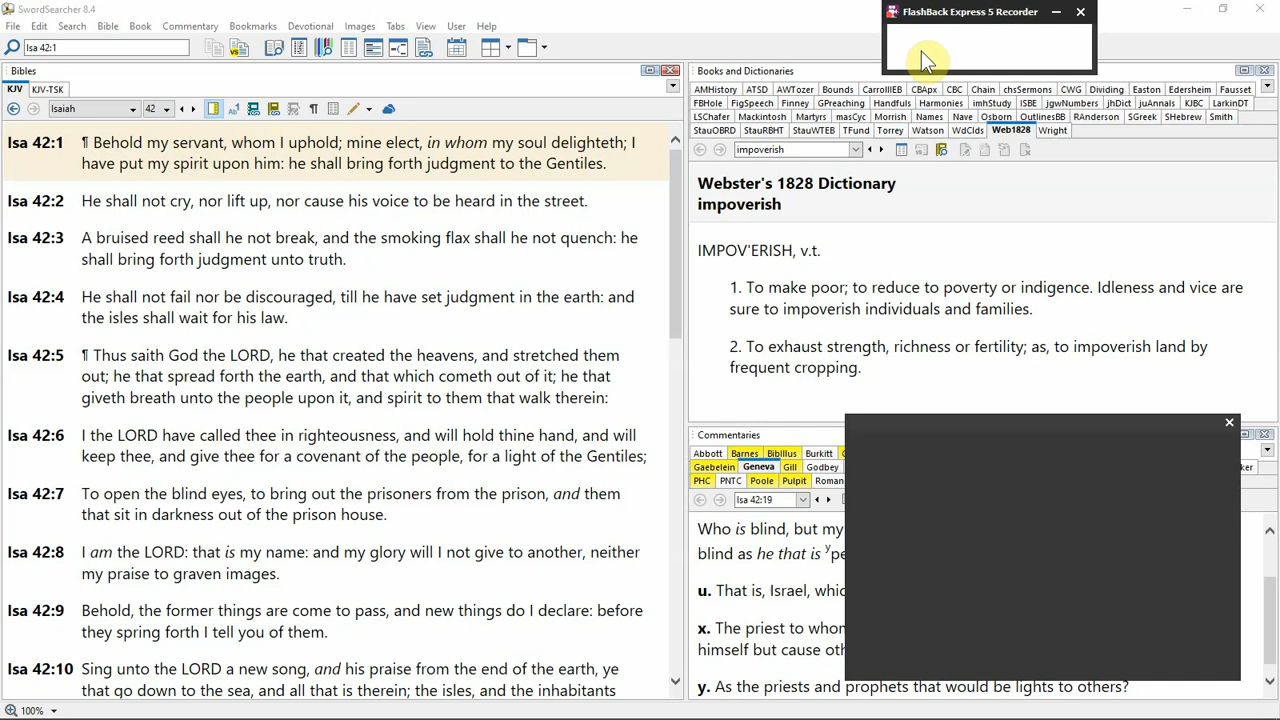 SwordSearcher 8.4
File Edit Search Bible Book Commentary Bookmarks Devotional Images Tabs View User Help
Isa 42:1
FlashBack Express 5 Recorder
Bibles
KJV KJV-TSK
Isaiah 42
Isa 42:1 ¶ Behold my servant, whom I uphold; mine elect, in whom my soul delighteth; I
have put my spirit upon him: he shall bring forth judgment to the Gentiles.
Isa 42:2 He shall not cry, nor lift up, nor cause his voice to be heard in the street.
Isa 42:3 A bruised reed shall he not break, and the smoking flax shall he not quench: he
shall bring forth judgment unto truth.
Isa 42:4 He shall not fail nor be discouraged, till he have set judgment in the earth: and
the isles shall wait for his law.
Isa 42:5 ¶ Thus saith God the LORD, he that created the heavens, and stretched them
out; he that spread forth the earth, and that which cometh out of it; he that
giveth breath unto the people upon it, and spirit to them that walk therein:
Isa 42:6 I the LORD have called thee in righteousness, and will hold thine hand, and will
keep thee, and give thee for a covenant of the people, for a light of the Gentiles;
Isa 42:7 To open the blind eyes, to bring out the prisoners from the prison, and them
that sit in darkness out of the prison house.
Isa 42:8 I am the LORD: that is my name: and my glory will I not give to another, neither
my praise to graven images.
Isa 42:9 Behold, the former things are come to pass, and new things do I declare: before
they spring forth I tell you of them.
Isa 42:10 Sing unto the LORD a new song, and his praise from the end of the earth, ye
that go down to the sea, and all that is therein; the isles, and the inhabitants
100%
Books and Dictionaries
AMHistory ATSD AWTozer Bounds CarrollIEB CBApx CBC Chain chsSermons CWG Dividing Easton Edersheim Fausset
FBHole FigSpeech Finney GPreaching Handfuls Harmonies imhStudy ISBE jgwNumbers jhDict juAnnals KJBC LarkinDT
LSChafer Mackintosh Martyrs masCyc Morrish Names Nave Osborn OutlinesBB RAnderson SGreek SHebrew Smith
StauOBRD StauRBHT StauWTEB TFund Torrey Watson WdClds Web1828 Wright
impoverish
Webster's 1828 Dictionary
impoverish
IMPOV'ERISH, v.t.
1. To make poor; to reduce to poverty or indigence. Idleness and vice are
sure to impoverish individuals and families.
2. To exhaust strength, richness or fertility; as, to impoverish land by
frequent cropping.
Commentaries
Abbott Barnes BibIllus Burkitt
Gaebelein Geneva Gill Godbey
PHC PNTC Poole Pulpit Roman
Isa 42:19
Who is blind, but my
blind as he that is y
u. That is, Israel,
x. The priest to
himself but cause
y. As the priests and prophets that would be lights to others?